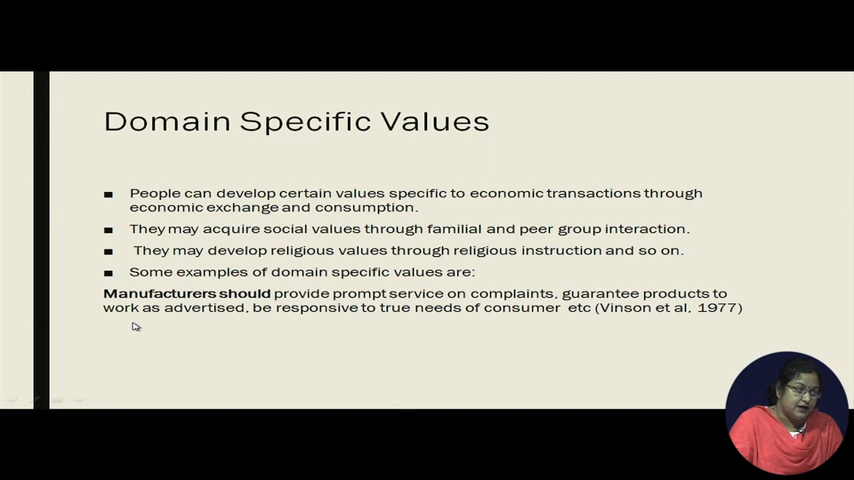 Domain Specific Values
■ People can develop certain values specific to economic transactions through
economic exchange and consumption.
■ They may acquire social values through familial and peer group interaction.
■ They may develop religious values through religious instruction and so on.
■ Some examples of domain specific values are:
Manufacturers should provide prompt service on complaints, guarantee products to
work as advertised, be responsive to true needs of consumer etc (Vinson et al, 1977)